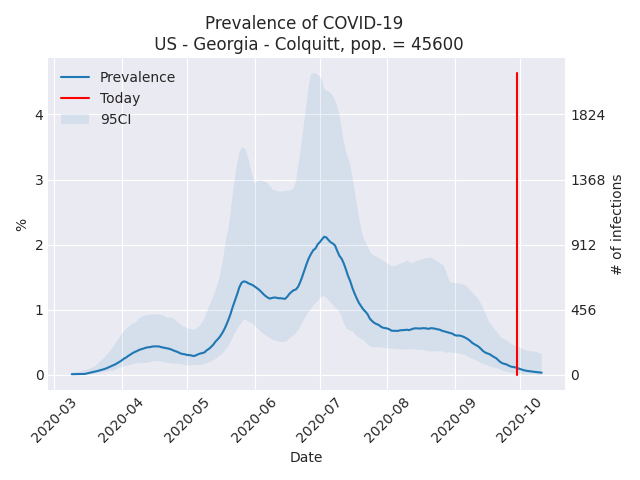 Prevalence of COVID-19
US - Georgia - Colquitt, pop. = 45600
Prevalence
Today
95CI
4
3
2
1
0
%
1824
1368
912
456
0
# of infections
2020-03
2020-04
2020-05
2020-06
2020-07
2020-08
2020-09
2020-10
Date